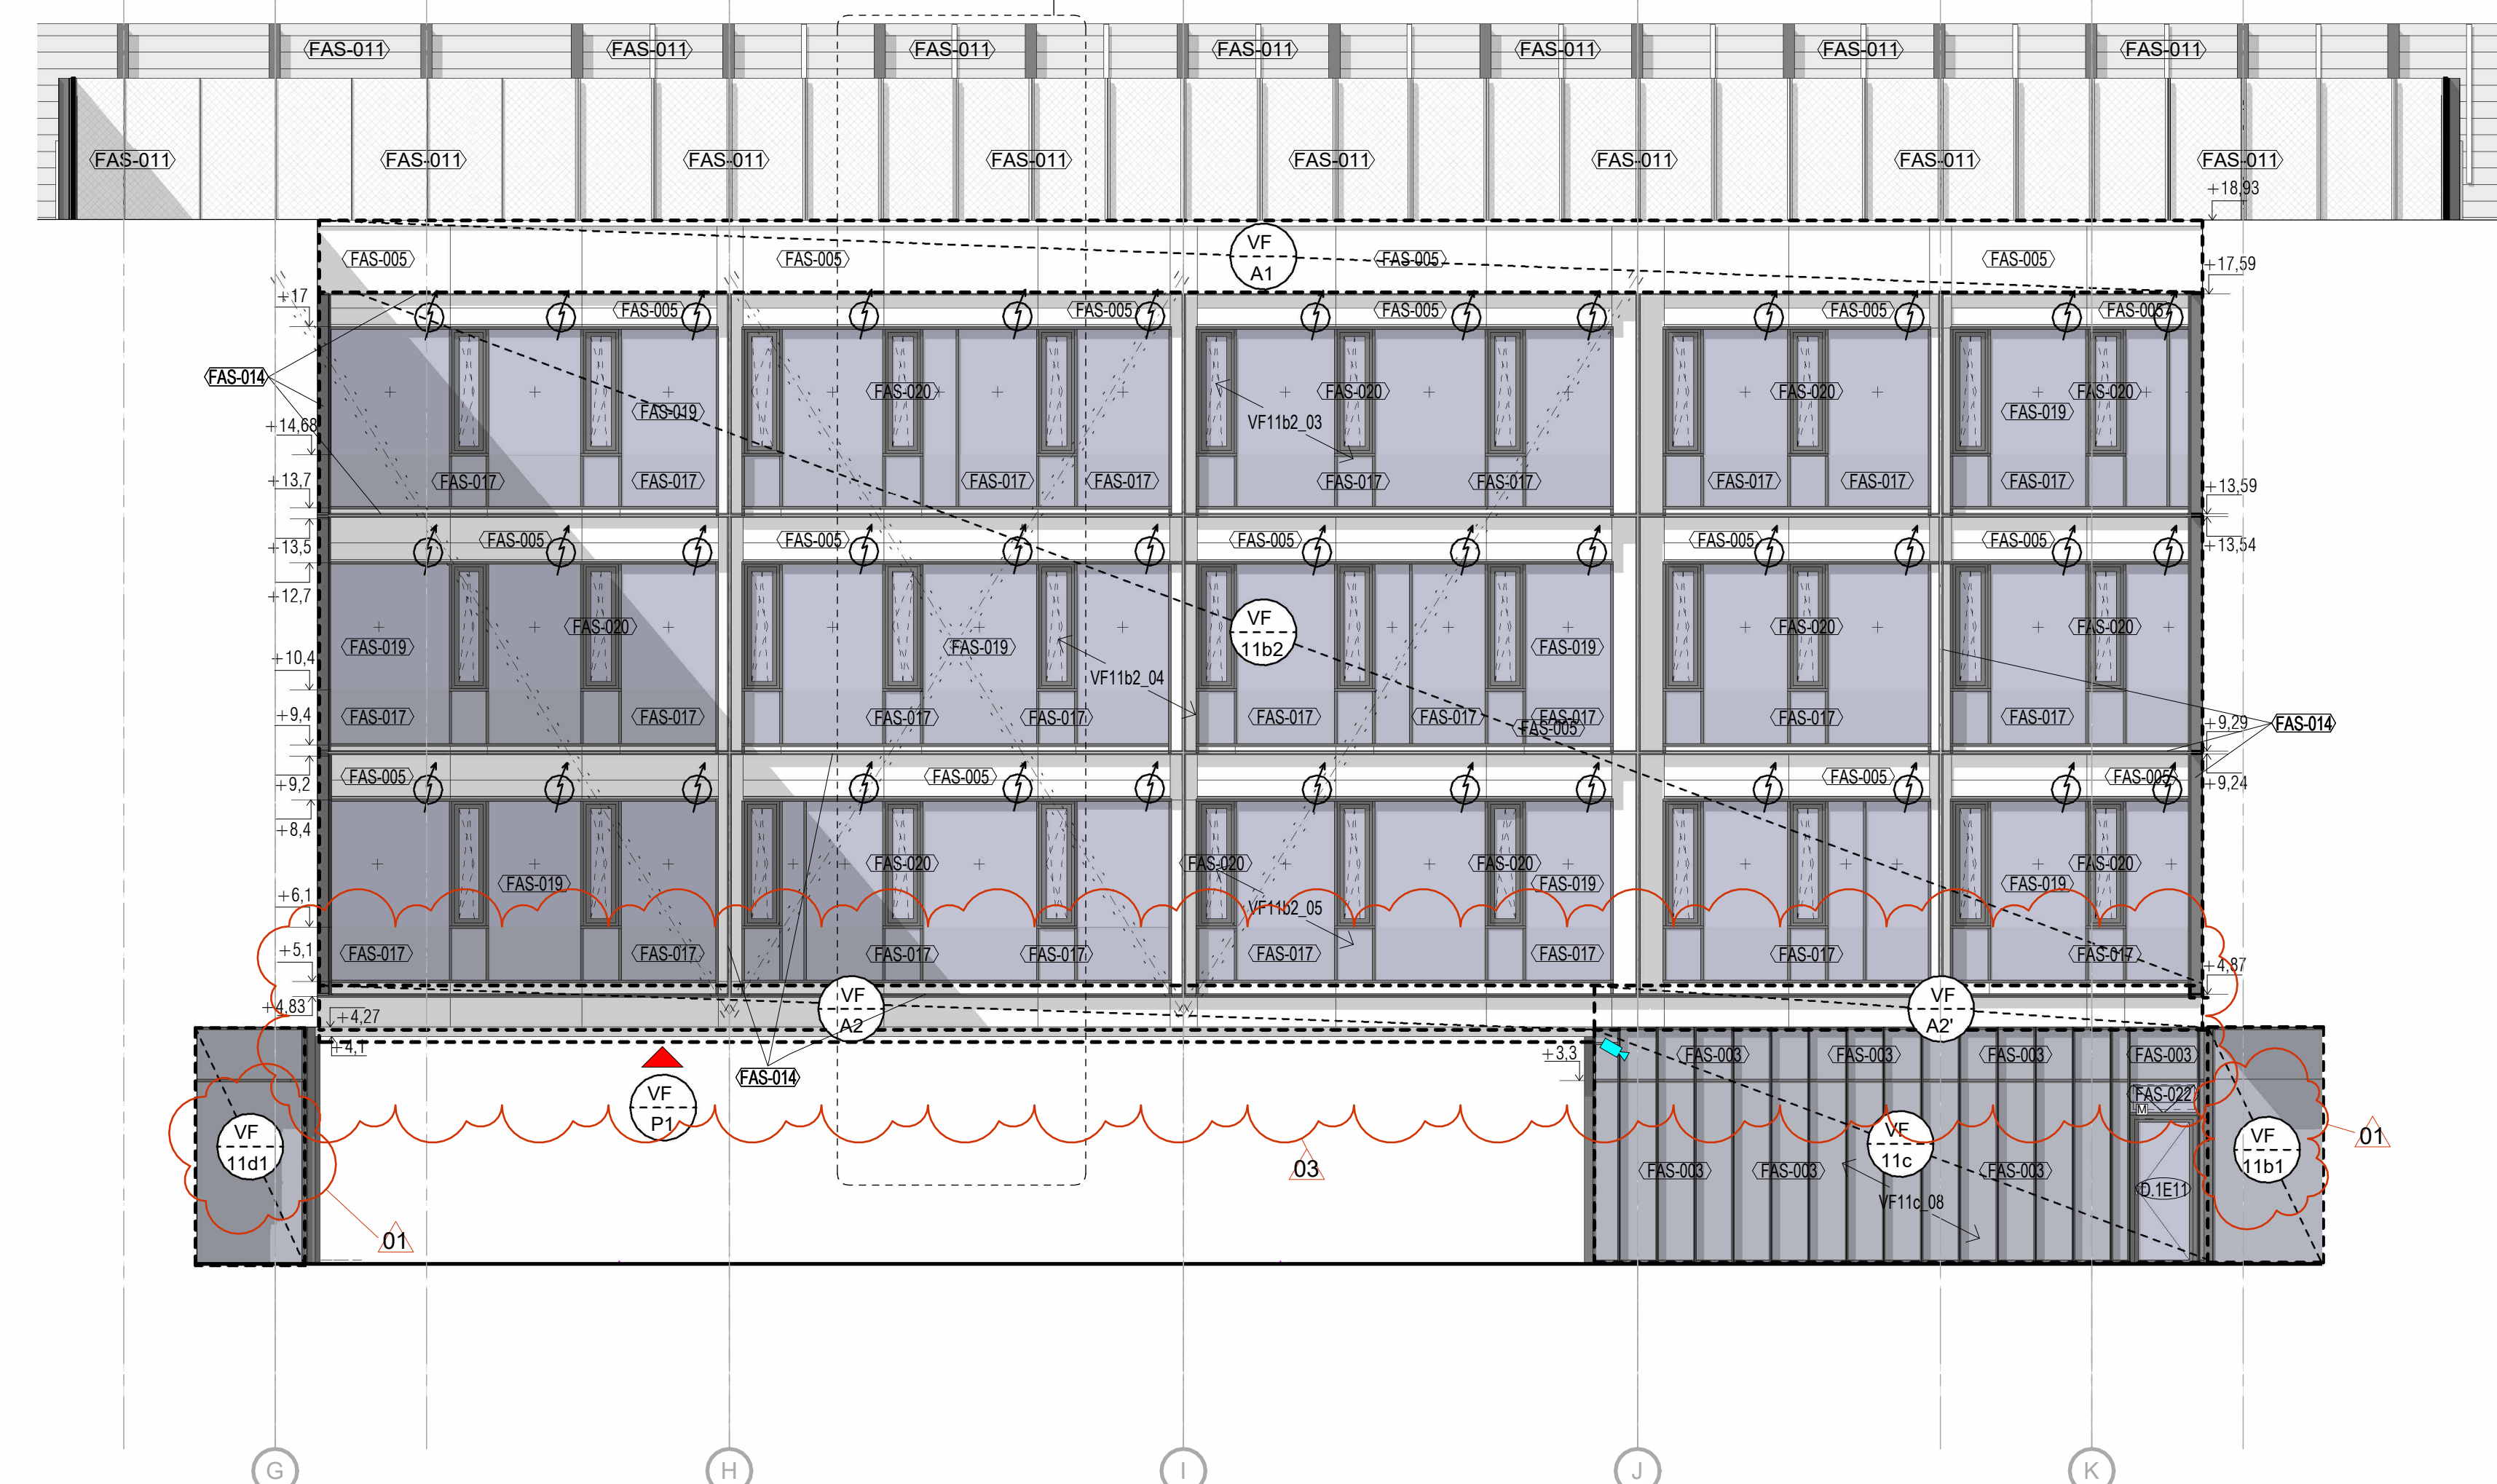 FAS-011 FAS-011 FAS-011 FAS-011 FAS-011 FAS-011 FAS-011
FAS-011 FAS-011 FAS-011 FAS-011 FAS-011 FAS-011 FAS-011 FAS-011
+18,93
VF
A1
FAS-005 FAS-005 FAS-005 FAS-005
+17,59
+17
FAS-005 FAS-005 FAS-005 FAS-005 FAS-005
FAS-014
FAS-020 FAS-020 FAS-020 FAS-020
FAS-019 FAS-019
VF11b2_03
+14,68
+13,7
FAS-017 FAS-017 FAS-017 FAS-017 FAS-017 FAS-017 FAS-017 FAS-017 FAS-017
+13,59
+13,5
FAS-005 FAS-005 FAS-005 FAS-005 FAS-005
+13,54
+12,7
FAS-020 FAS-020 FAS-020
VF
11b2
FAS-019 FAS-019 FAS-019
+10,4
VF11b2_04
+9,4
FAS-017 FAS-017 FAS-017 FAS-017 FAS-017 FAS-017 FAS-017 FAS-017 FAS-017
FAS-005
+9,29
FAS-014
+9,2
FAS-005 FAS-005 FAS-005 FAS-005
+9,24
+8,4
FAS-020 FAS-020 FAS-020 FAS-020
FAS-019 FAS-019 FAS-019
+6,1
VF11b2_05
+5,1
FAS-017 FAS-017 FAS-017 FAS-017 FAS-017 FAS-017 FAS-017 FAS-017
+4,87
+4,83
VF
A2
VF
A2'
+4,27
+4,1
+3,3
FAS-014
FAS-003 FAS-003 FAS-003 FAS-003
VF
P1
FAS-022
M
VF
11d1
VF
11c
VF
11b1
01
03
FAS-003 FAS-003 FAS-003
D.1E11
VF11c_08
01
G H I J K